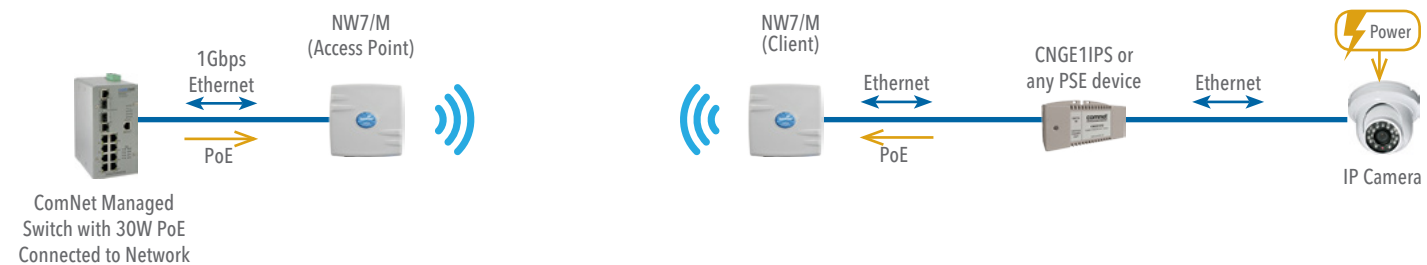 NW7/M
(Access Point)
1Gbps
Ethernet
PoE
ComNet Managed
Switch with 30W PoE
Connected to Network
NW7/M
(Client)
Ethernet
PoE
CNGE1IPS or
any PSE device
comnet
Ethernet
Power
IP Camera